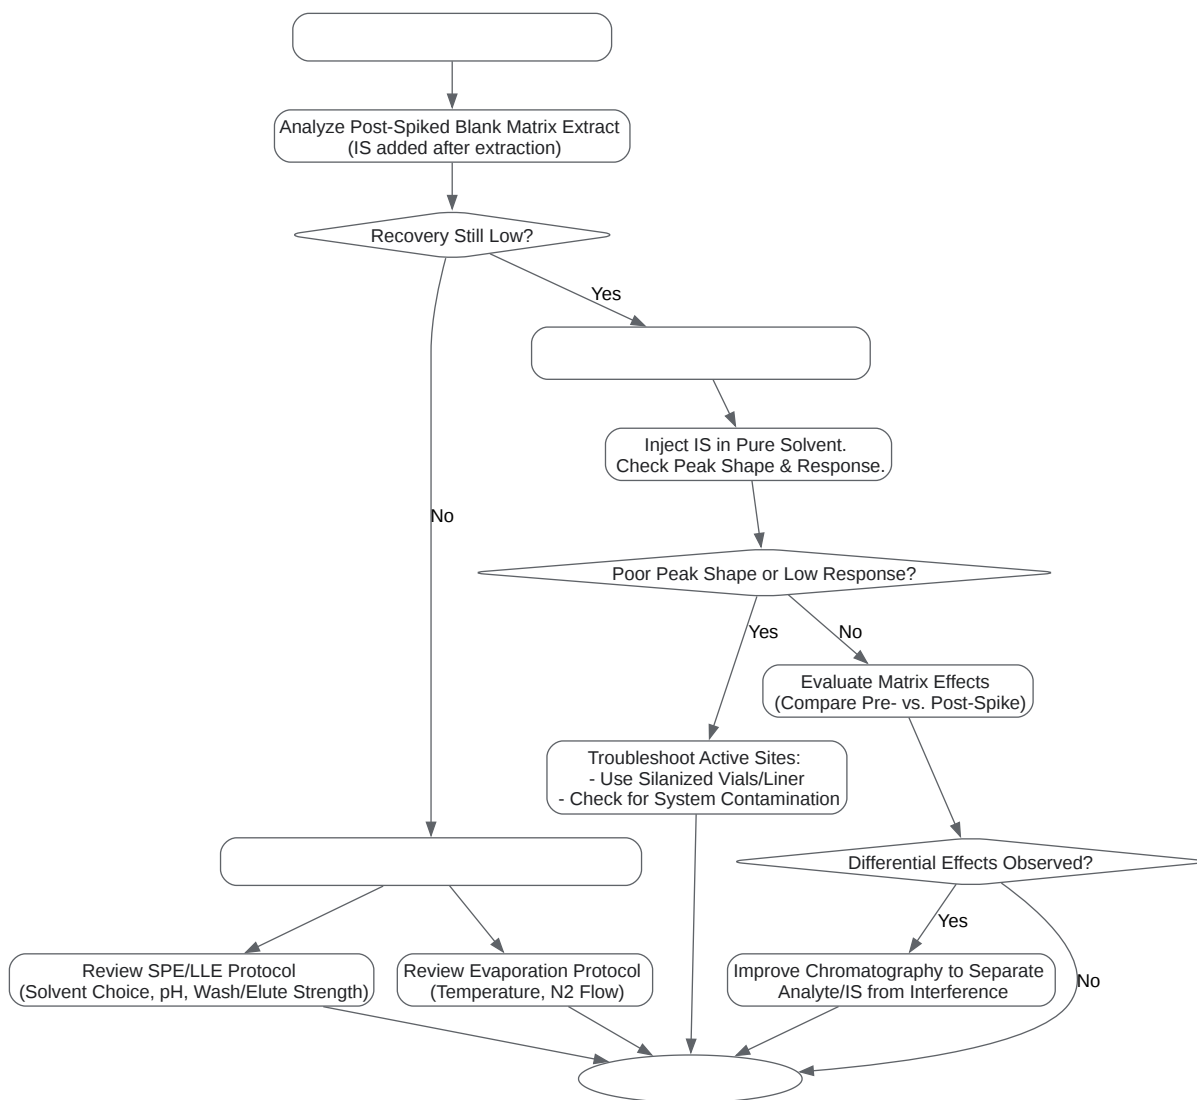 Analyze Post-Spiked Blank Matrix Extract
(IS added after extraction)
Recovery Still Low?
Yes
Inject IS in Pure Solvent.
Check Peak Shape & Response.
No
Poor Peak Shape or Low Response?
Yes
No
Evaluate Matrix Effects
(Compare Pre- vs. Post-Spike)
Troubleshoot Active Sites:
- Use Silanized Vials/Liner
- Check for System Contamination
Differential Effects Observed?
Yes
Review SPE/LLE Protocol
(Solvent Choice, pH, Wash/Elute Strength)
Review Evaporation Protocol
(Temperature, N2 Flow)
Improve Chromatography to Separate
Analyte/IS from Interference
No